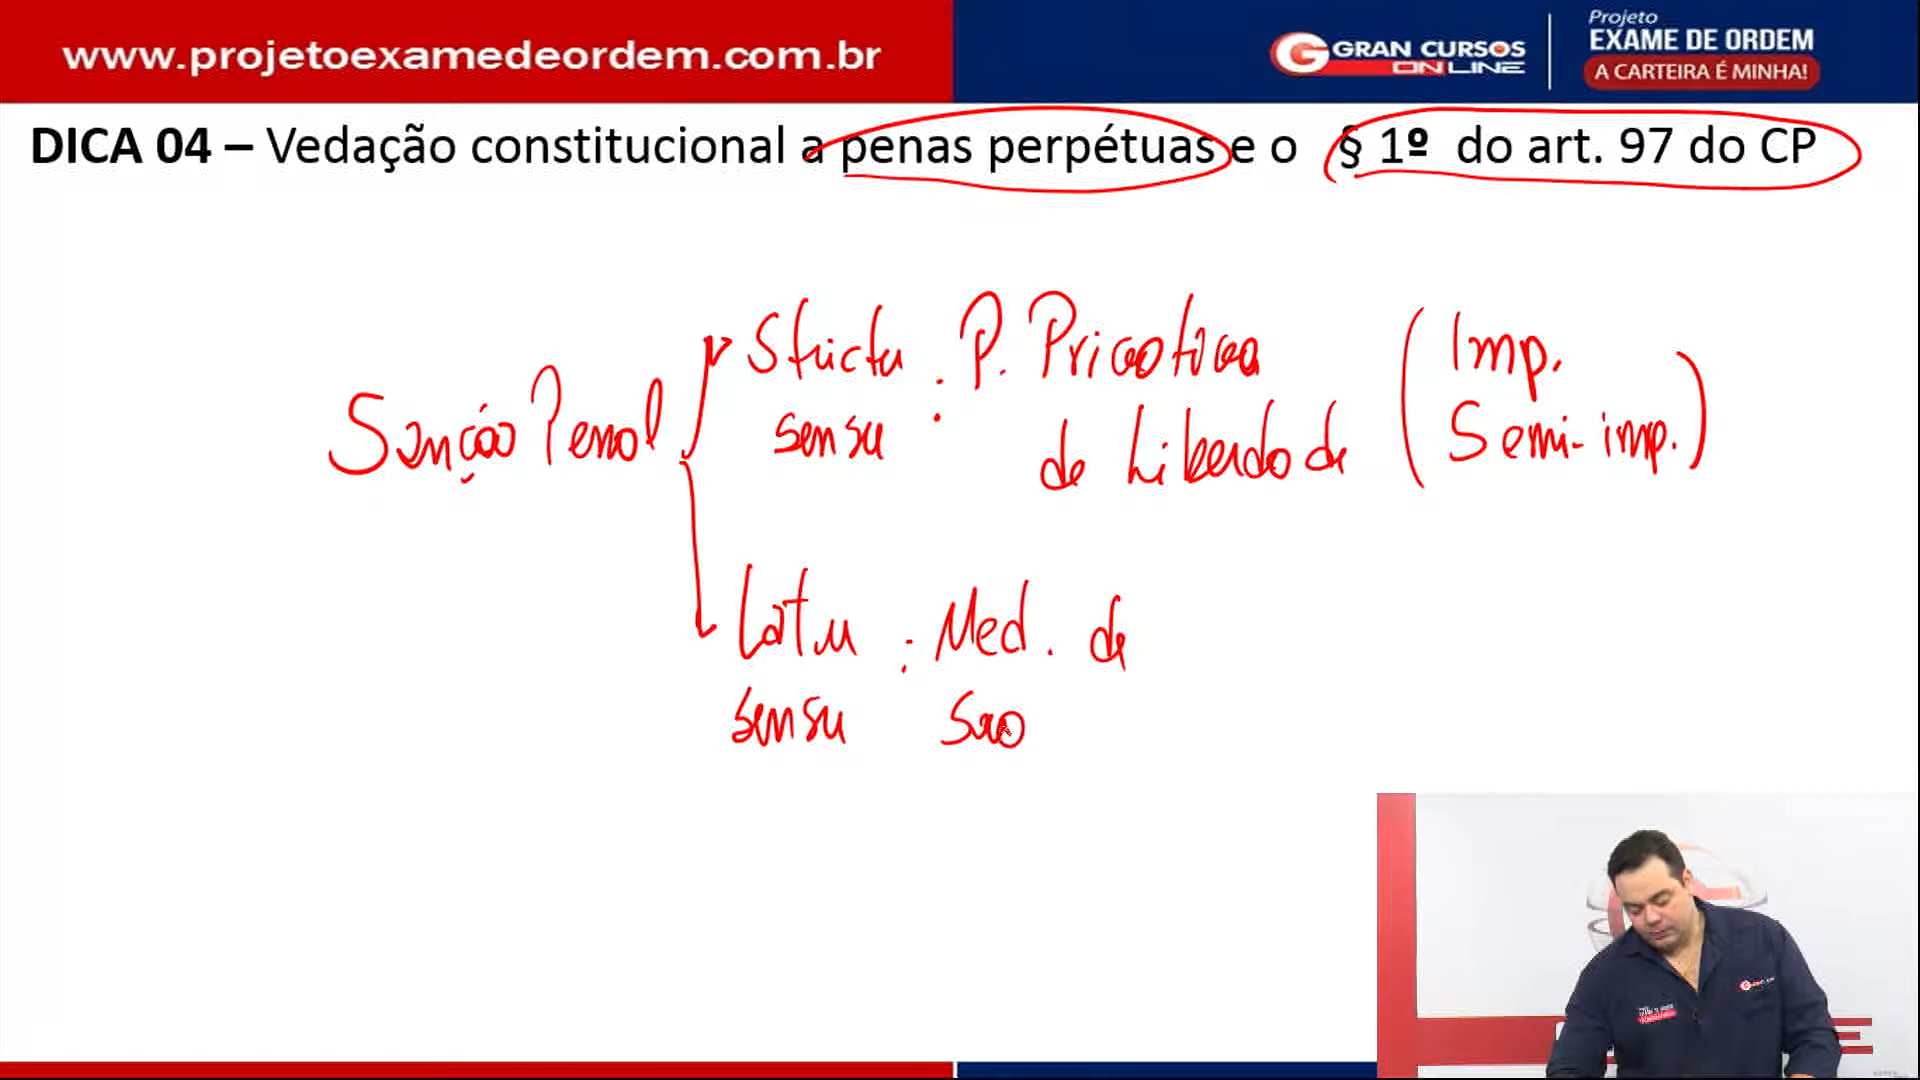 www.projetoexamedeordem.com.br
GRAN CURSOS
ONLINE
Projeto
EXAME DE ORDEM
A CARTEIRA É MINHA!
DICA 04 – Vedação constitucional a penas perpétuas e o § 1º do art. 97 do CP
Sanção Penal
Strictu
sensu : P. Privativa
de Liberdade
( Imp.
Semi-imp. )
Latu
sensu : Med. de